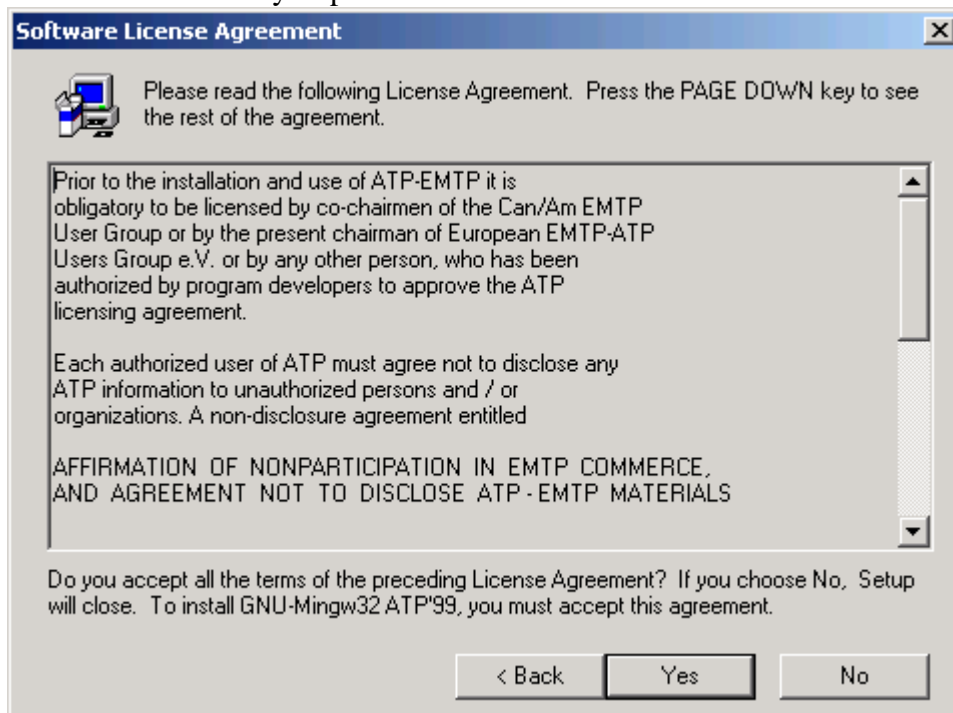 Software License Agreement
Please read the following License Agreement. Press the PAGE DOWN key to see
the rest of the agreement.
Prior to the installation and use of ATP-EMTP it is
obligatory to be licensed by co-chairmen of the Can/Am EMTP
User Group or by the present chairman of European EMTP-ATP
Users Group e.V. or by any other person, who has been
authorized by program developers to approve the ATP
licensing agreement.
Each authorized user of ATP must agree not to disclose any
ATP information to unauthorized persons and / or
organizations. A non-disclosure agreement entitled
AFFIRMATION OF NONPARTICIPATION IN EMTP COMMERCE,
AND AGREEMENT NOT TO DISCLOSE ATP - EMTP MATERIALS
Do you accept all the terms of the preceding License Agreement? If you choose No, Setup
will close. To install GNU-Mingw32 ATP'99, you must accept this agreement.
< Back Yes No